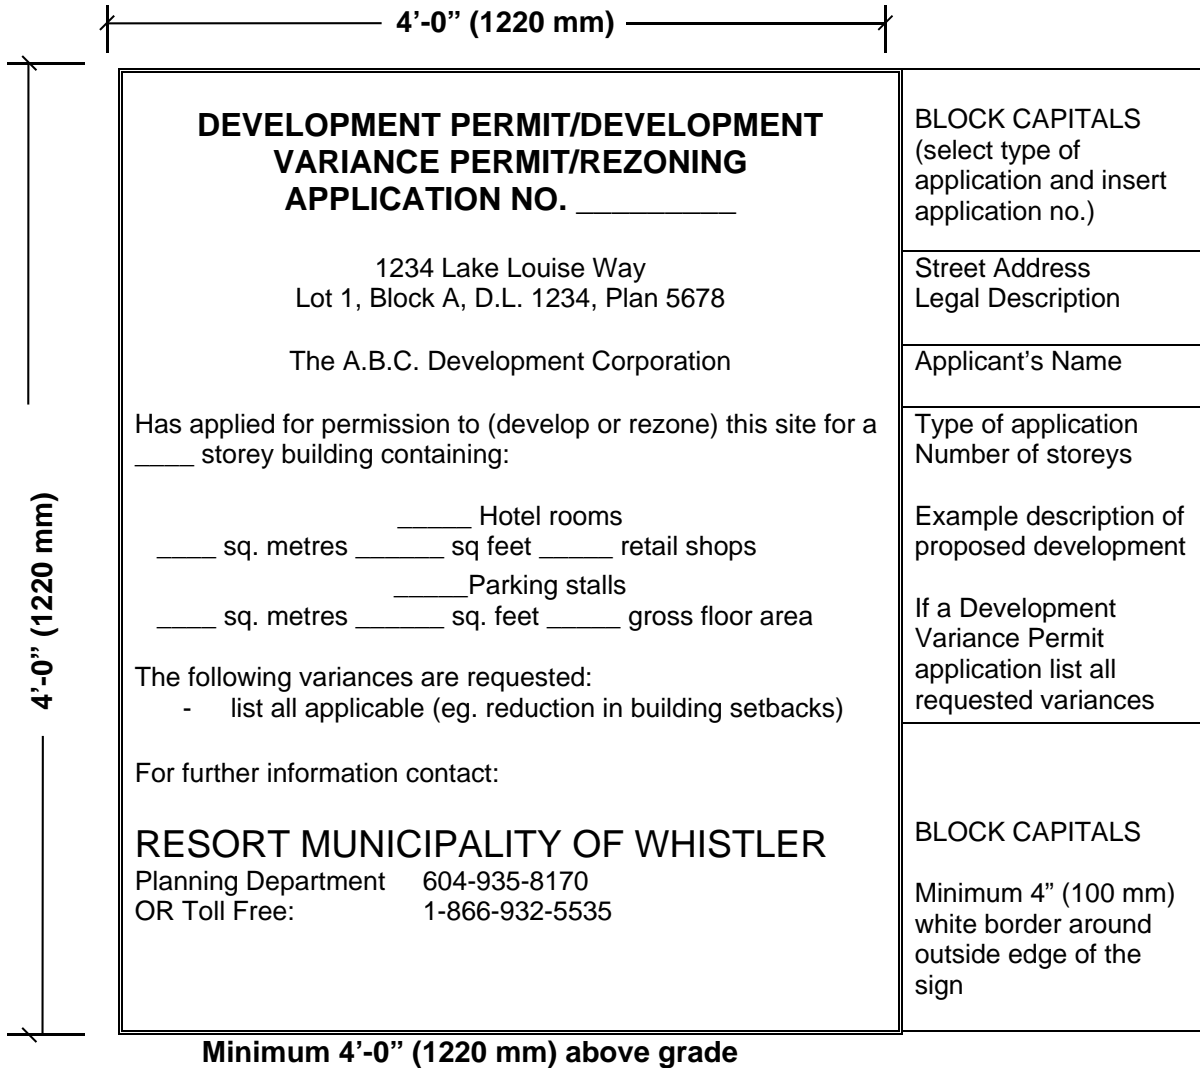 4’-0” (1220 mm)
DEVELOPMENT PERMIT/DEVELOPMENT
VARIANCE PERMIT/REZONING
APPLICATION NO. _________
1234 Lake Louise Way
Lot 1, Block A, D.L. 1234, Plan 5678
The A.B.C. Development Corporation
Has applied for permission to (develop or rezone) this site for a
____ storey building containing:
_____ Hotel rooms
____ sq. metres ______ sq feet _____ retail shops
_____Parking stalls
____ sq. metres ______ sq. feet _____ gross floor area
The following variances are requested:
- list all applicable (eg. reduction in building setbacks)
For further information contact:
RESORT MUNICIPALITY OF WHISTLER
Planning Department 604-935-8170
OR Toll Free: 1-866-932-5535
BLOCK CAPITALS
(select type of
application and insert
application no.)
Street Address
Legal Description
Applicant’s Name
Type of application
Number of storeys
Example description of
proposed development
If a Development
Variance Permit
application list all
requested variances
BLOCK CAPITALS
Minimum 4” (100 mm)
white border around
outside edge of the
sign
4’-0” (1220 mm)
Minimum 4’-0” (1220 mm) above grade